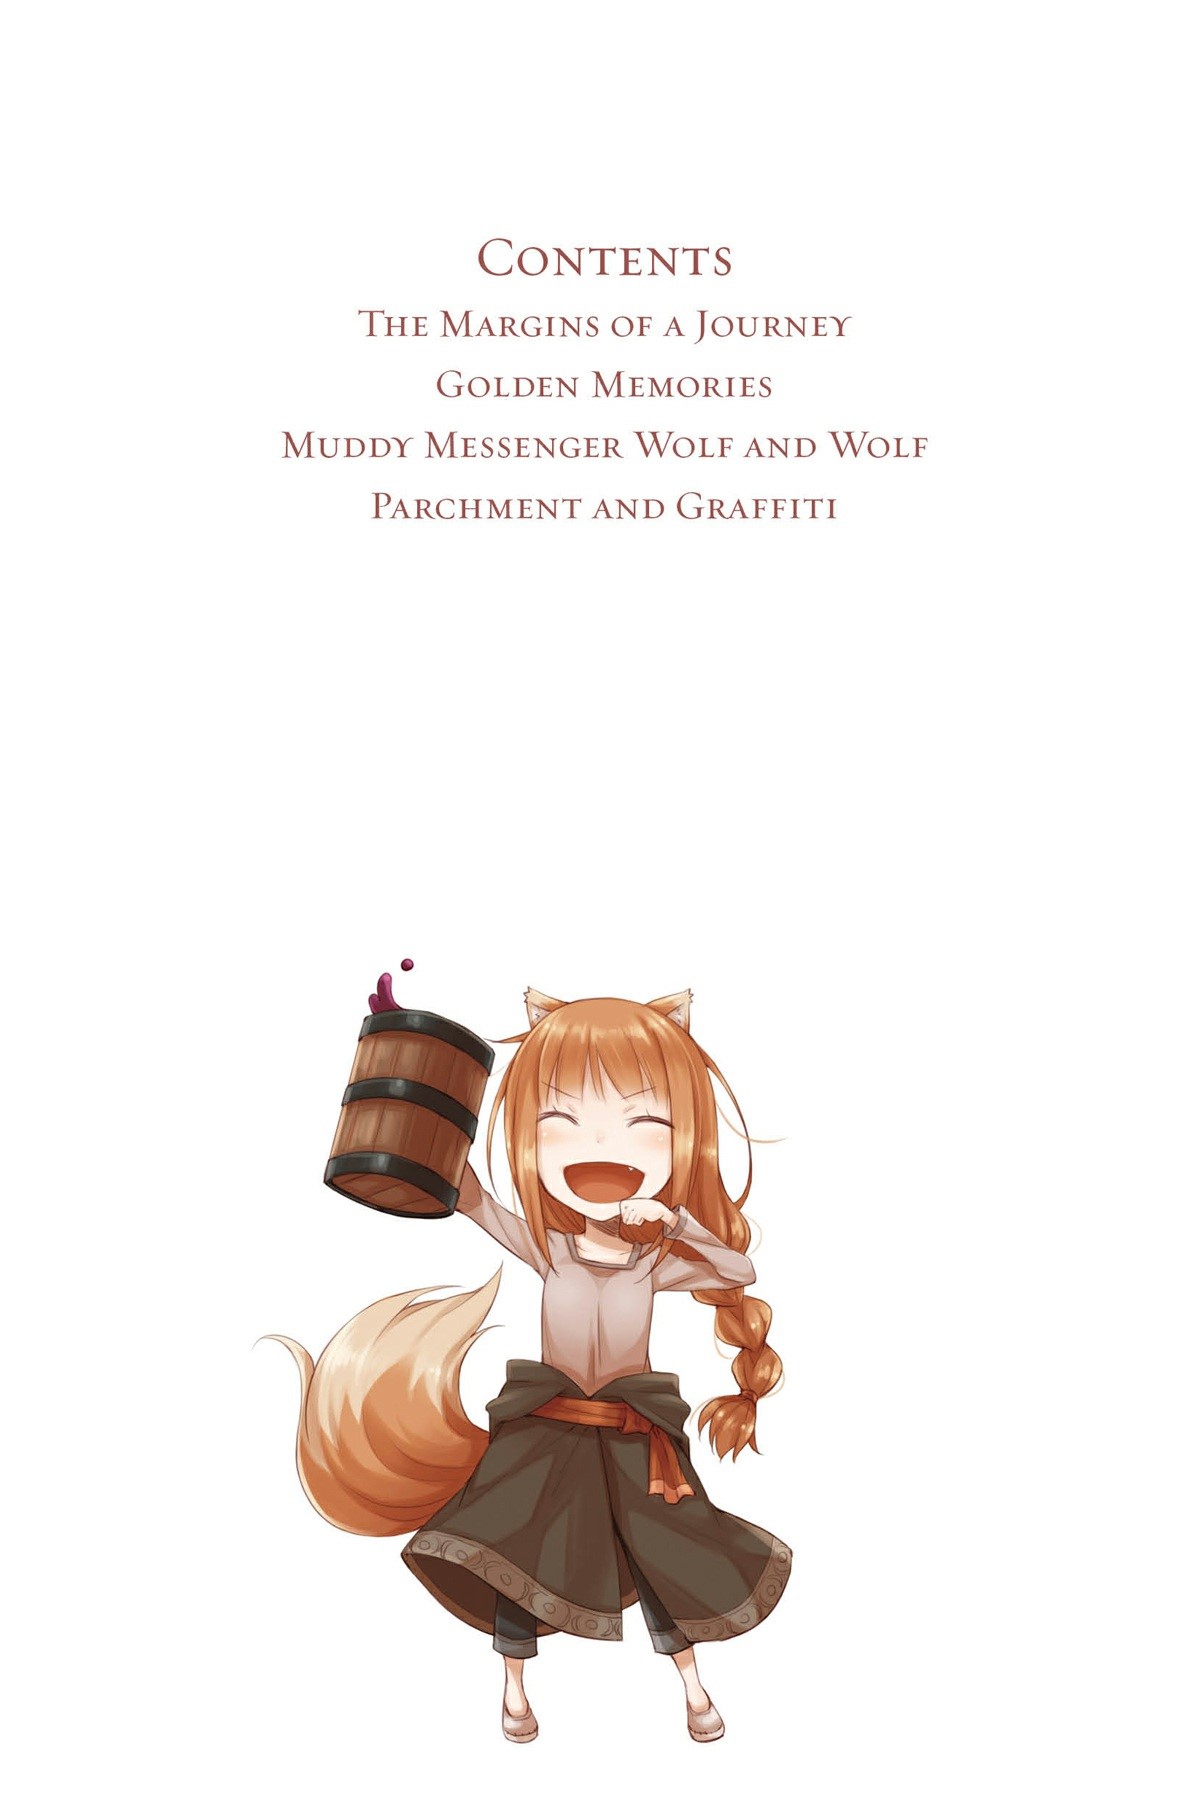 Contents
The Margins of a Journey
Golden Memories
Muddy Messenger Wolf and Wolf
Parchment and Graffiti